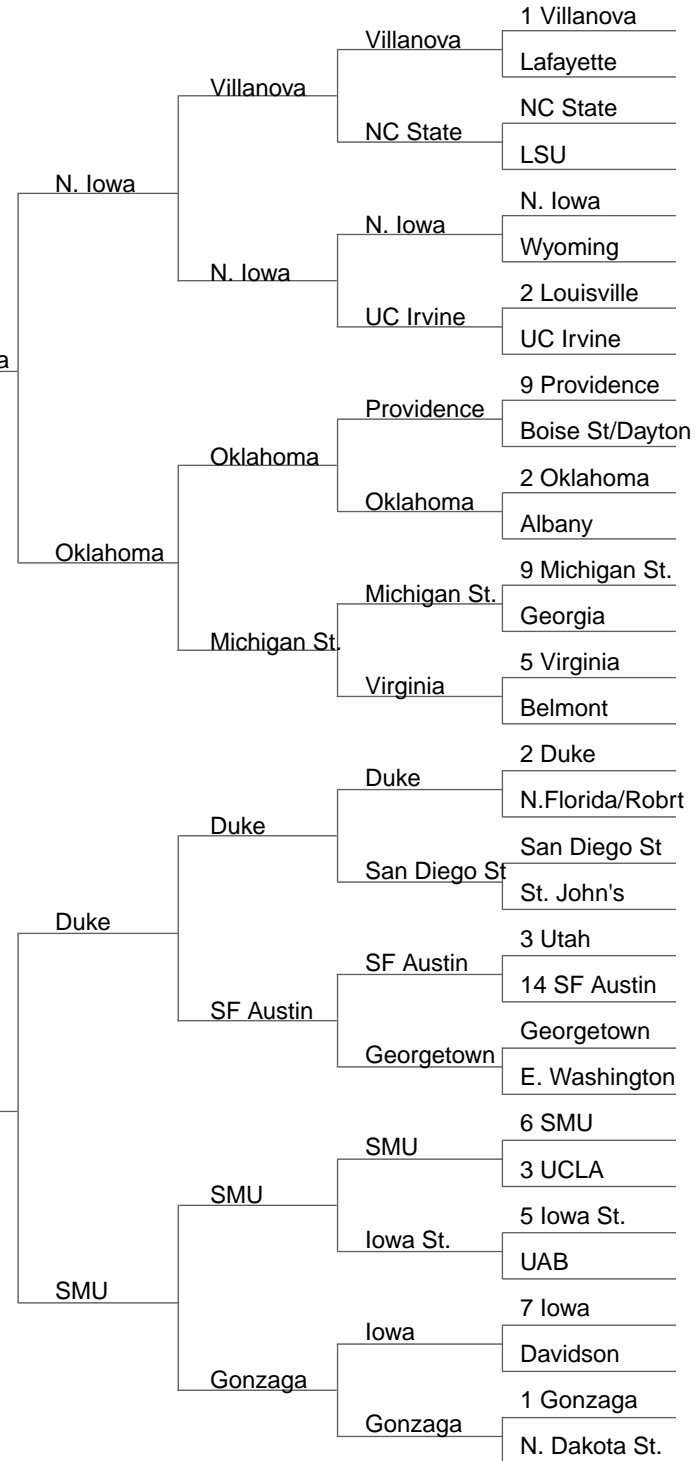 1 Villanova
Villanova
Lafayette
Villanova
NC State
NC State
LSU
N. Iowa
N. Iowa
N. Iowa
Wyoming
N. Iowa
2 Louisville
UC Irvine
UC Irvine
a
9 Providence
Providence
Boise St/Dayton
Oklahoma
2 Oklahoma
Oklahoma
Albany
Oklahoma
9 Michigan St.
Michigan St.
Georgia
Michigan St.
5 Virginia
Virginia
Belmont
2 Duke
Duke
N.Florida/Robrt
Duke
San Diego St
San Diego St
St. John's
Duke
3 Utah
SF Austin
14 SF Austin
SF Austin
Georgetown
Georgetown
E. Washington
6 SMU
SMU
3 UCLA
SMU
5 Iowa St.
Iowa St.
UAB
SMU
7 Iowa
Iowa
Davidson
Gonzaga
1 Gonzaga
Gonzaga
N. Dakota St.